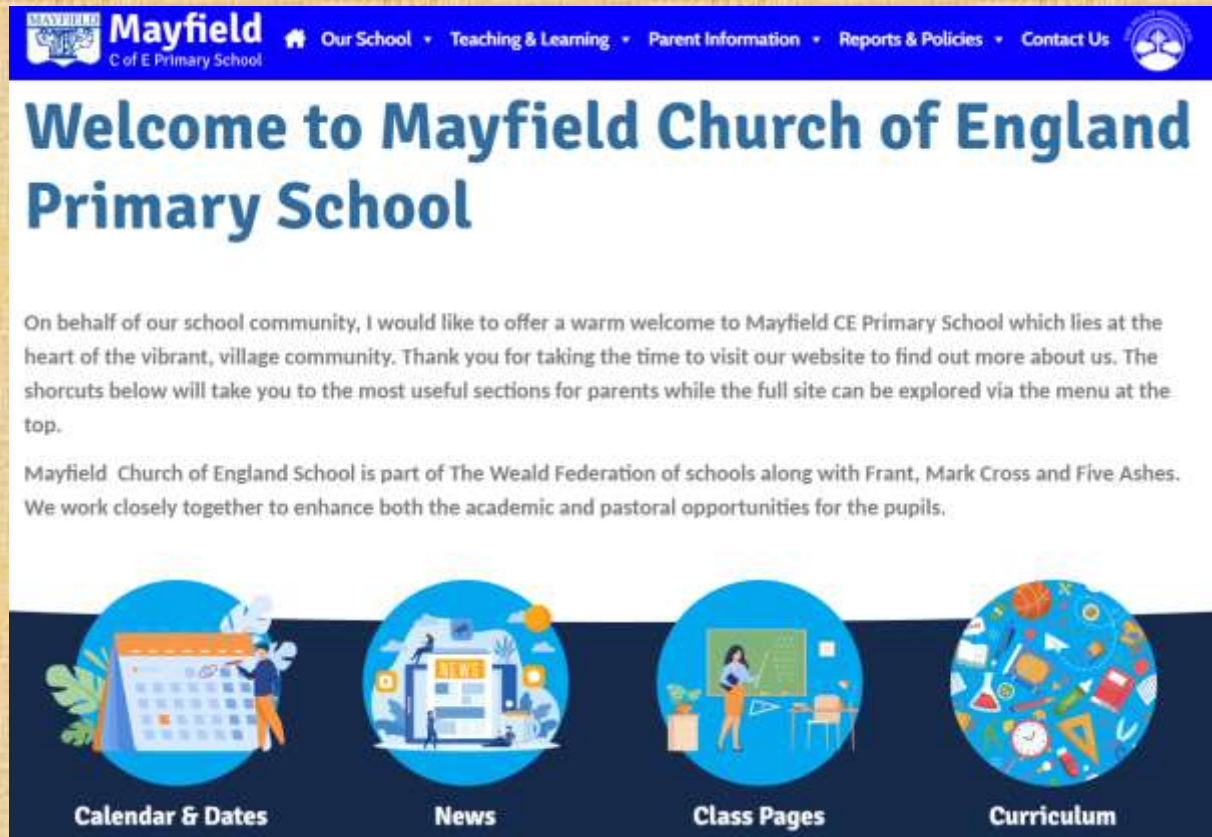 MAYFIELD
Mayfield
C of E Primary School
Our School
Teaching & Learning
Parent Information
Reports & Policies
Contact Us
Welcome to Mayfield Church of England
Primary School
On behalf of our school community, I would like to offer a warm welcome to Mayfield CE Primary School which lies at the
heart of the vibrant, village community. Thank you for taking the time to visit our website to find out more about us. The
shorcuts below will take you to the most useful sections for parents while the full site can be explored via the menu at the
top.
Mayfield Church of England School is part of The Weald Federation of schools along with Frant, Mark Cross and Five Ashes.
We work closely together to enhance both the academic and pastoral opportunities for the pupils.
NEWS
Calendar & Dates
News
Class Pages
Curriculum